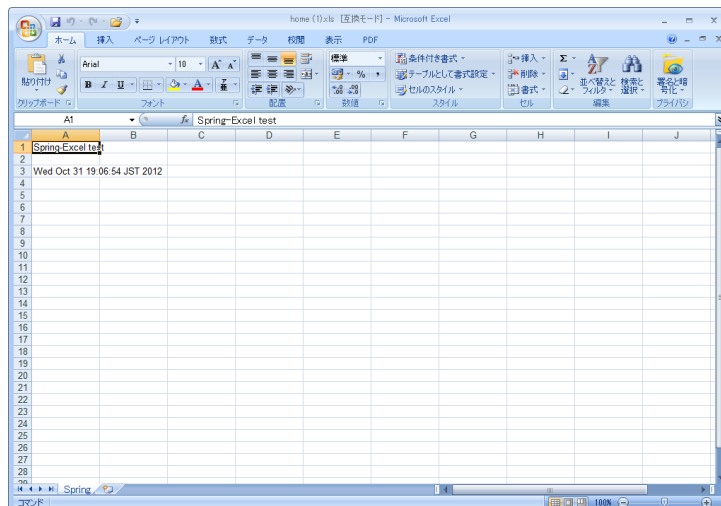 home (1).xls [互換モード] - Microsoft Excel
ホーム 挿入 ページ レイアウト 数式 データ 校閲 表示 PDF
貼り付け
Arial 10
B I U
標準
% ,
条件付き書式
テーブルとして書式設定
セルのスタイル
挿入
削除
書式
Σ
並べ替えと
フィルタ
検索と
選択
署名と暗
号化
クリップボード フォント 配置 数値 スタイル セル 編集 プライバシ
A1 fx Spring-Excel test
A B C D E F G H I J
1 Spring-Excel test
2
3 Wed Oct 31 19:06:54 JST 2012
4
5
6
7
8
9
10
11
12
13
14
15
16
17
18
19
20
21
22
23
24
25
26
27
28
29
Spring
コマンド 100%